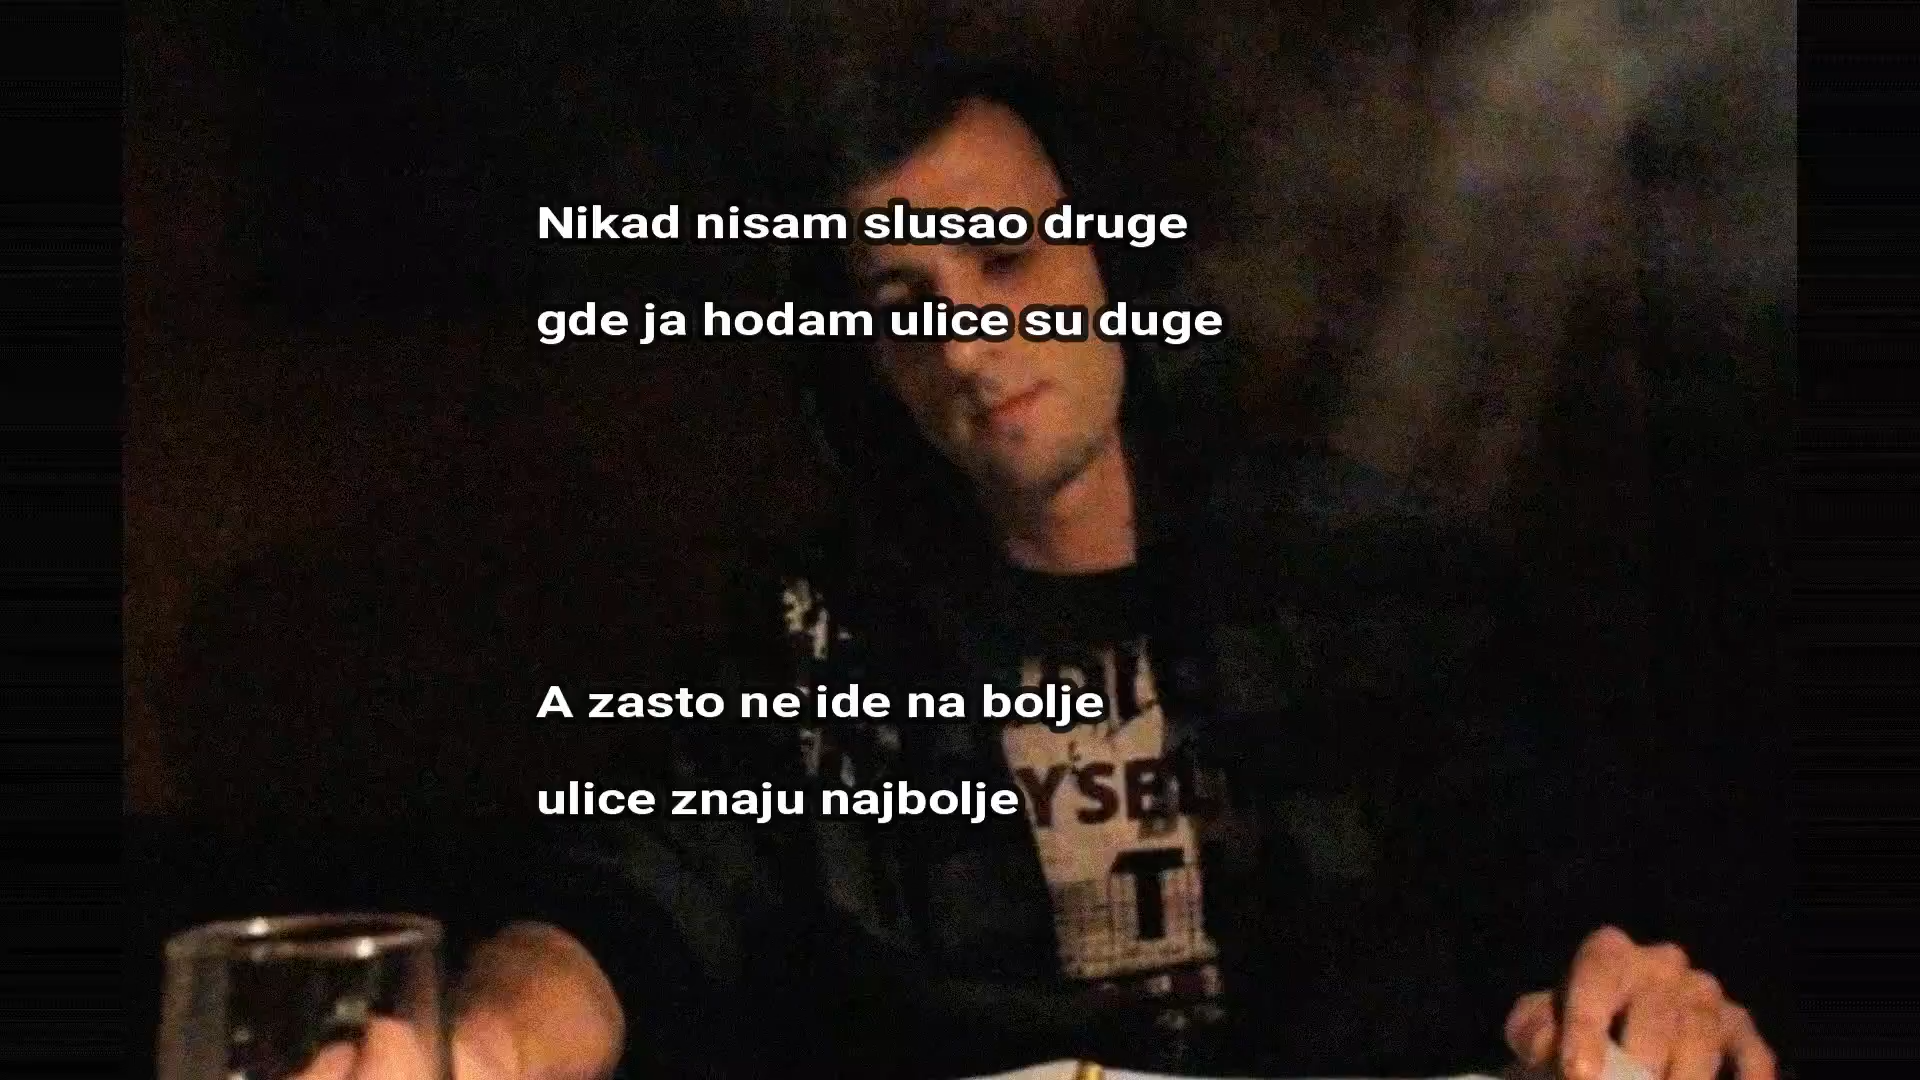 Nikad nisam slusao druge
gde ja hodam ulice su duge
A zasto ne ide na bolje
ulice znaju najbolje
T